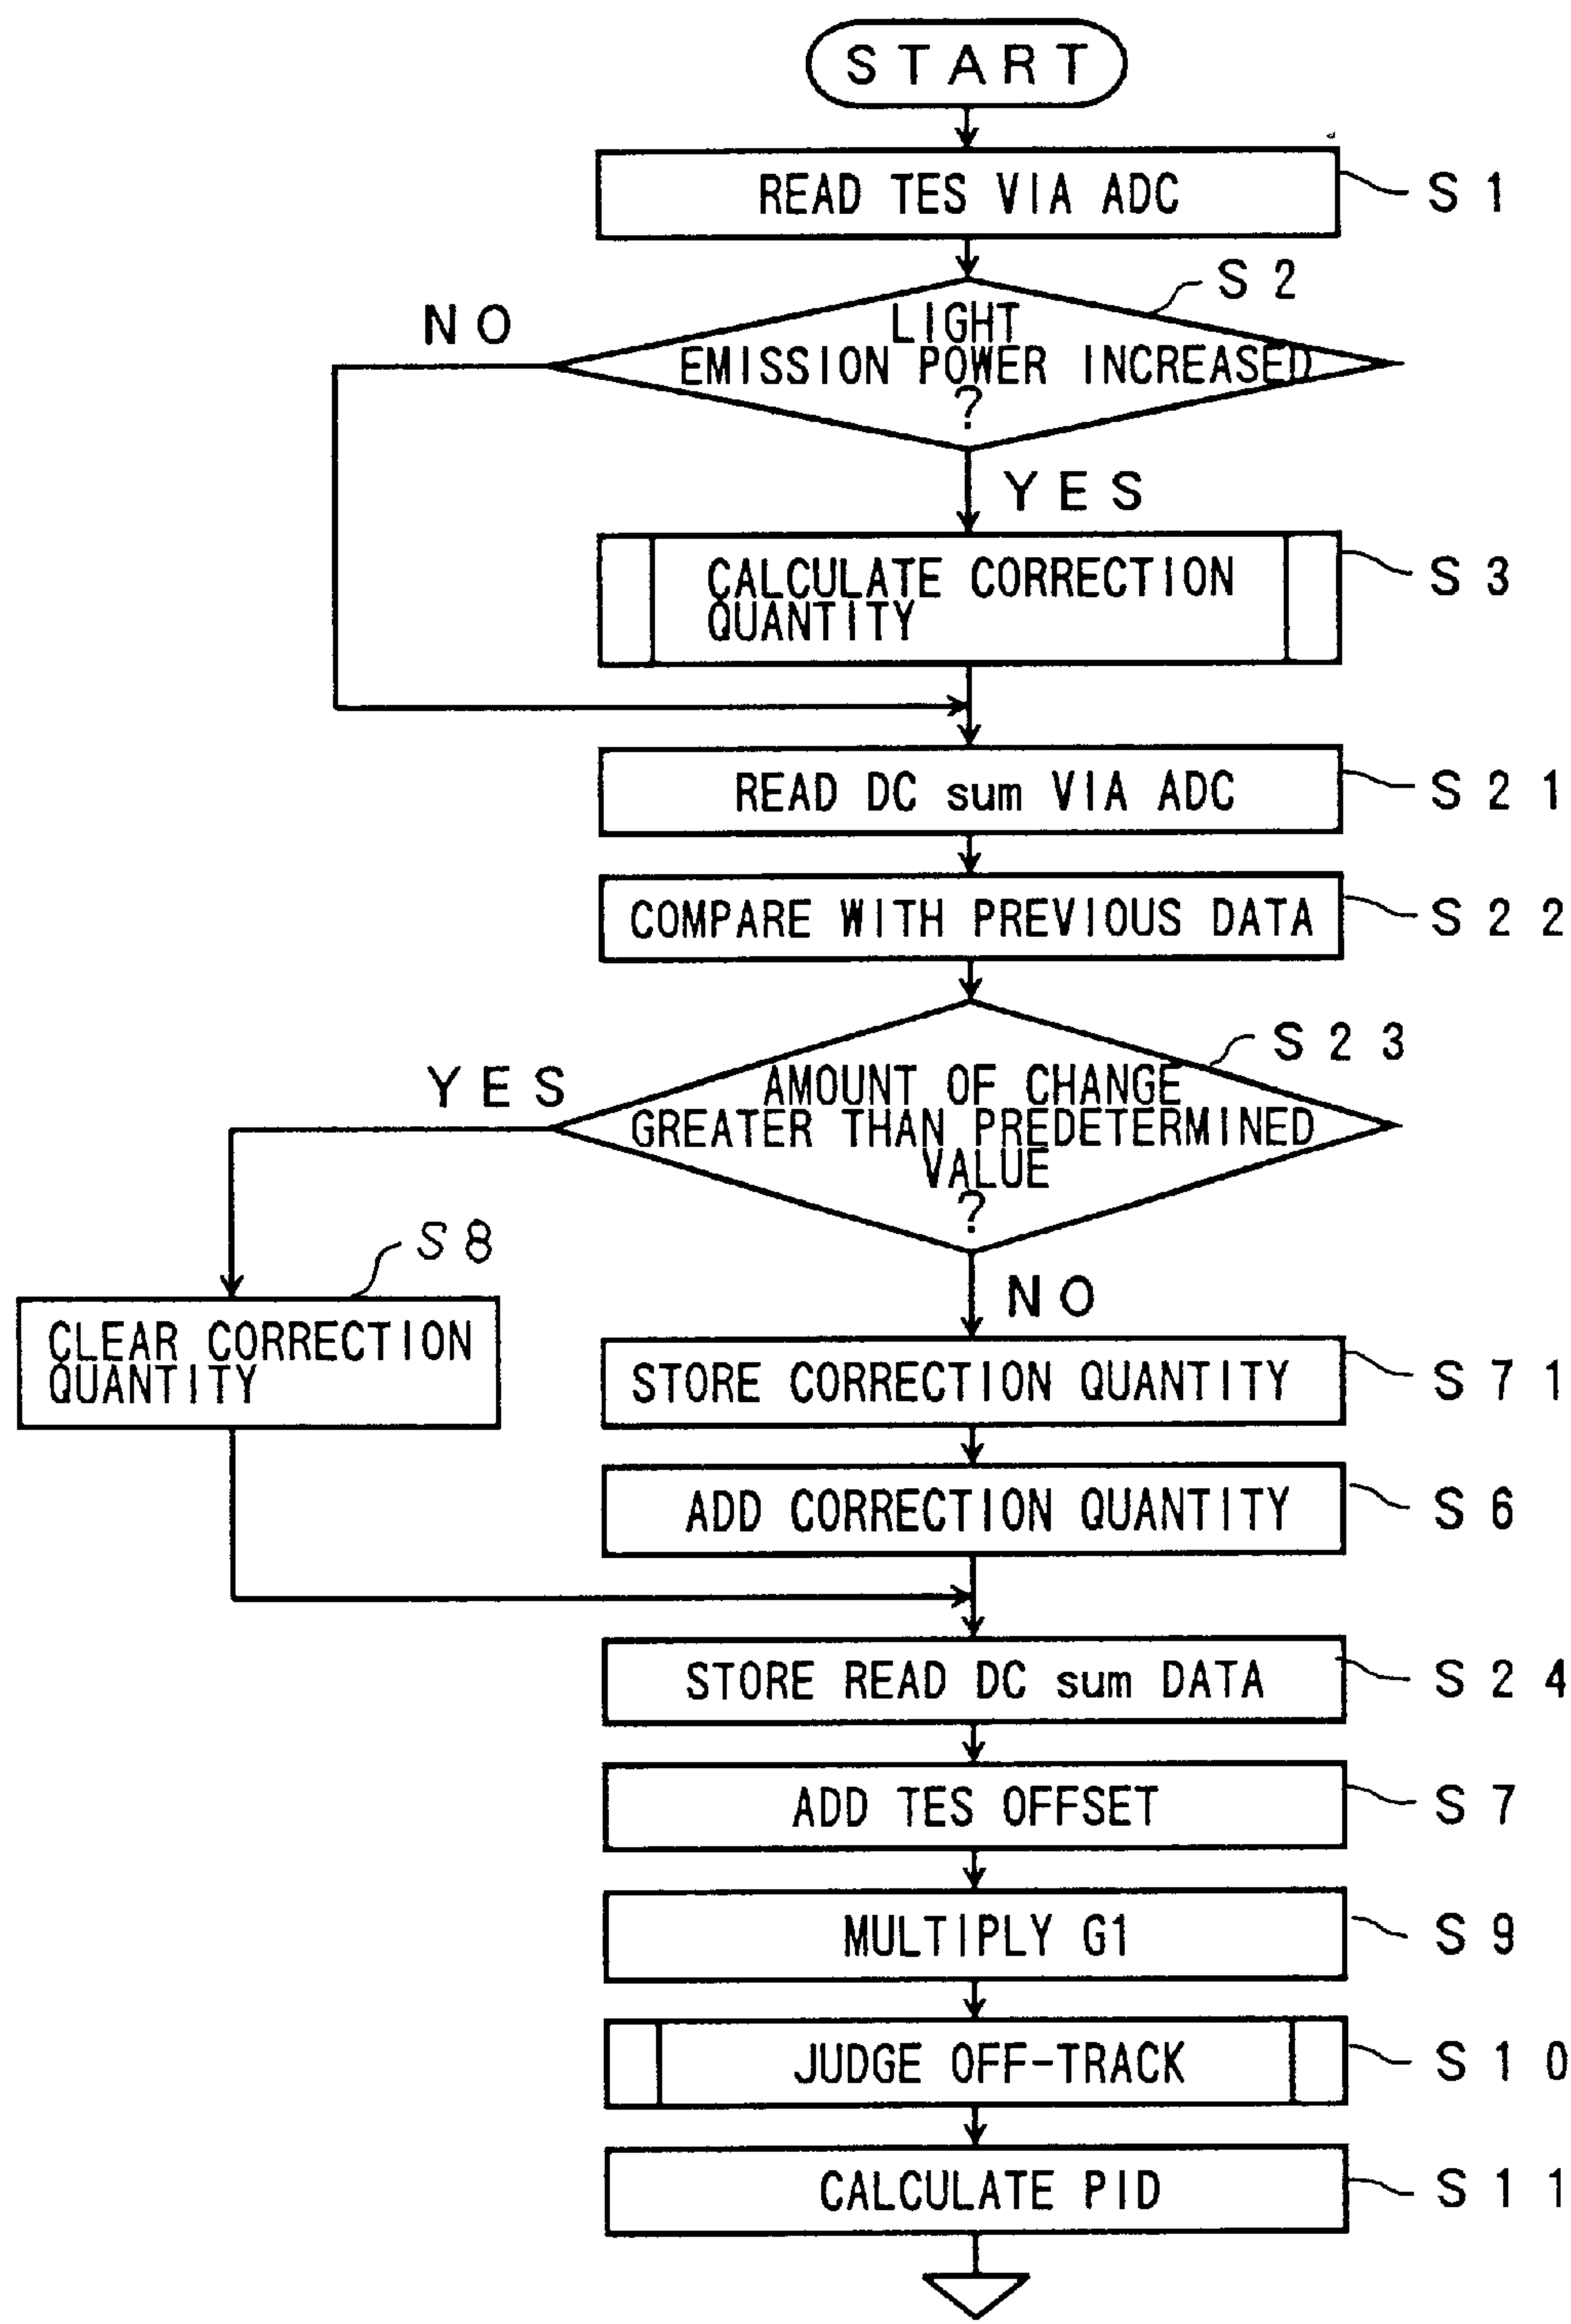 START
READ TES VIA ADC
S1
S2
NO
LIGHT
EMISSION POWER INCREASED
?
YES
CALCULATE CORRECTION
QUANTITY
S3
READ DC sum VIA ADC
S21
COMPARE WITH PREVIOUS DATA
S22
S23
YES
AMOUNT OF CHANGE
GREATER THAN PREDETERMINED
VALUE
?
S8
NO
CLEAR CORRECTION
QUANTITY
STORE CORRECTION QUANTITY
S71
ADD CORRECTION QUANTITY
S6
STORE READ DC sum DATA
S24
ADD TES OFFSET
S7
MULTIPLY G1
S9
JUDGE OFF-TRACK
S10
CALCULATE PID
S11